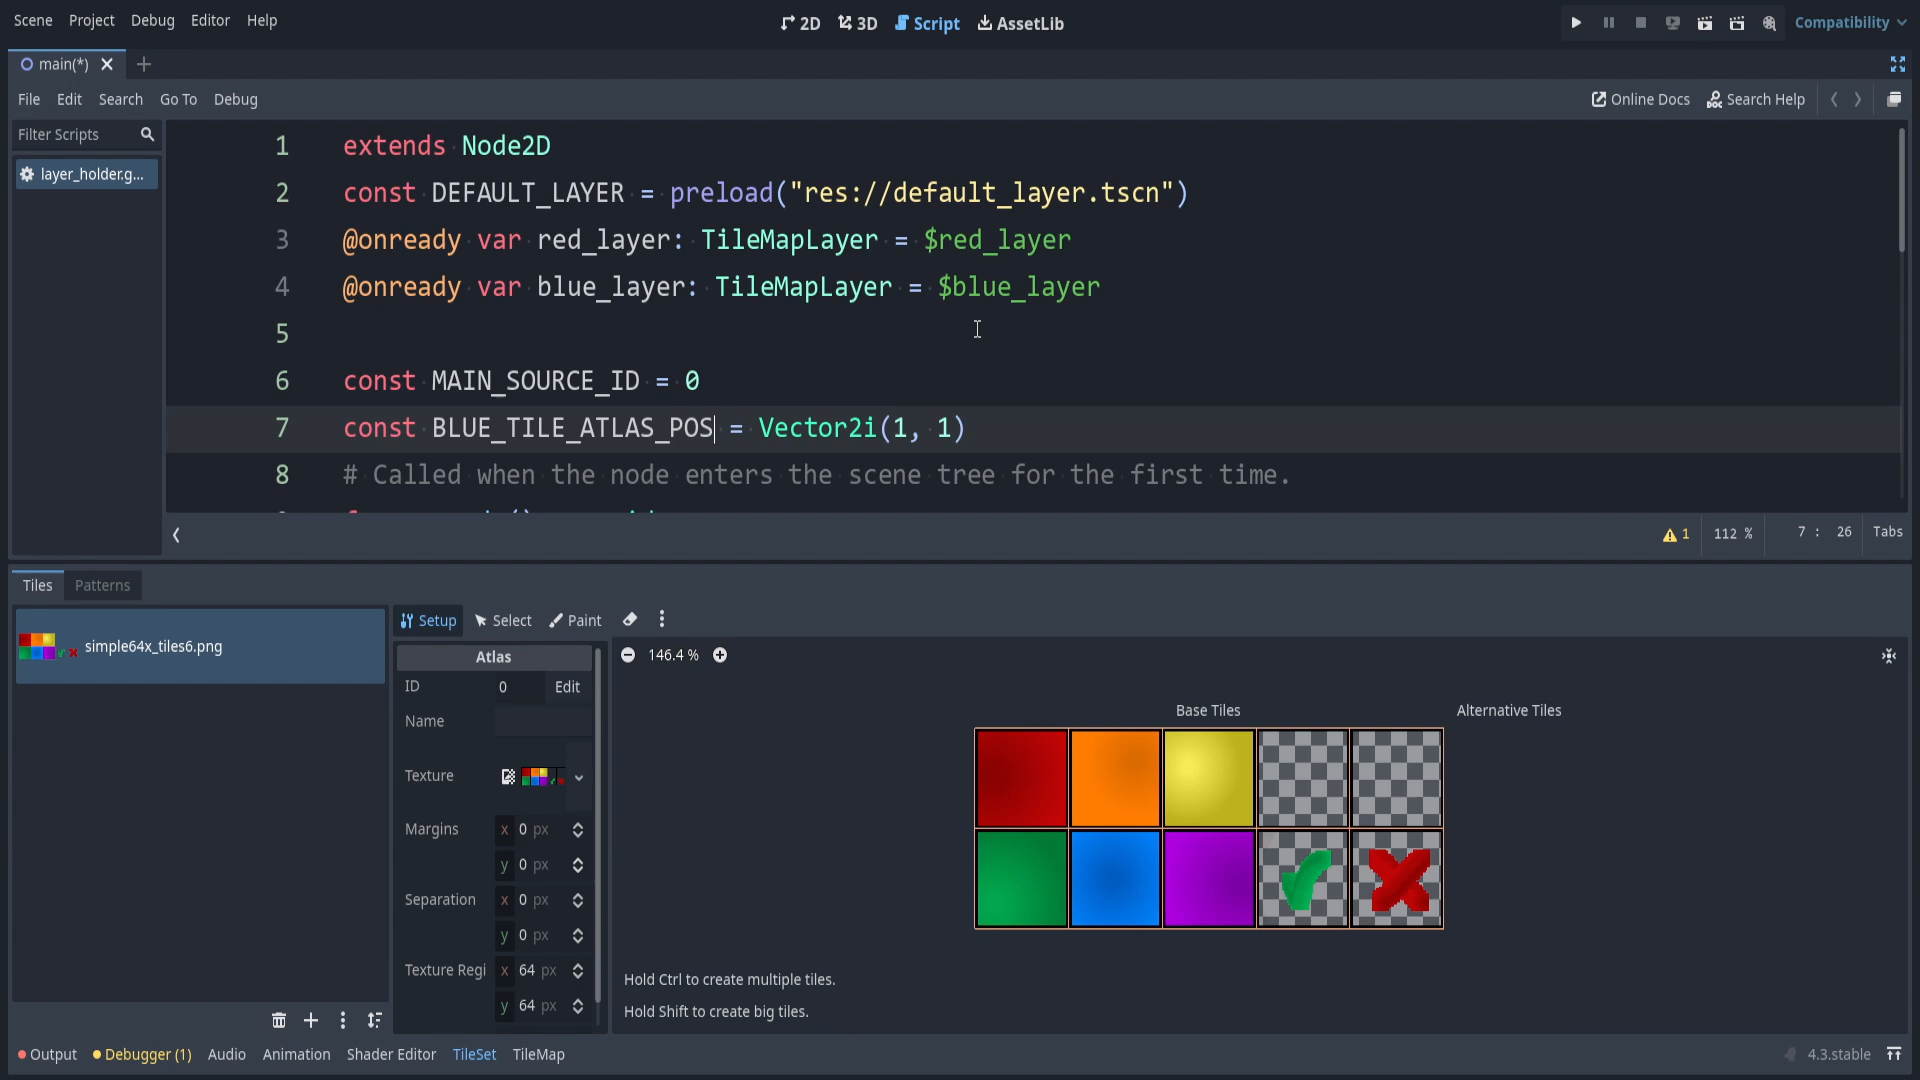 Scene Project Debug Editor Help
2D 3D Script AssetLib
Compatibility
main(*)
File Edit Search Go To Debug
Online Docs Search Help
Filter Scripts
layer_holder.g...
1 extends Node2D
2 const DEFAULT_LAYER = preload("res://default_layer.tscn")
3 @onready var red_layer: TileMapLayer = $red_layer
4 @onready var blue_layer: TileMapLayer = $blue_layer
5
6 const MAIN_SOURCE_ID = 0
7 const BLUE_TILE_ATLAS_POS = Vector2i(1, 1)
8 # Called when the node enters the scene tree for the first time.
1 112 % 7 : 26 Tabs
Tiles Patterns
simple64x_tiles6.png
Setup Select Paint
Atlas
ID 0 Edit
Name
Texture
Margins x 0 px
y 0 px
Separation x 0 px
y 0 px
Texture Regi x 64 px
y 64 px
146.4 %
Base Tiles
Alternative Tiles
Hold Ctrl to create multiple tiles.
Hold Shift to create big tiles.
Output Debugger (1) Audio Animation Shader Editor TileSet TileMap
4.3.stable